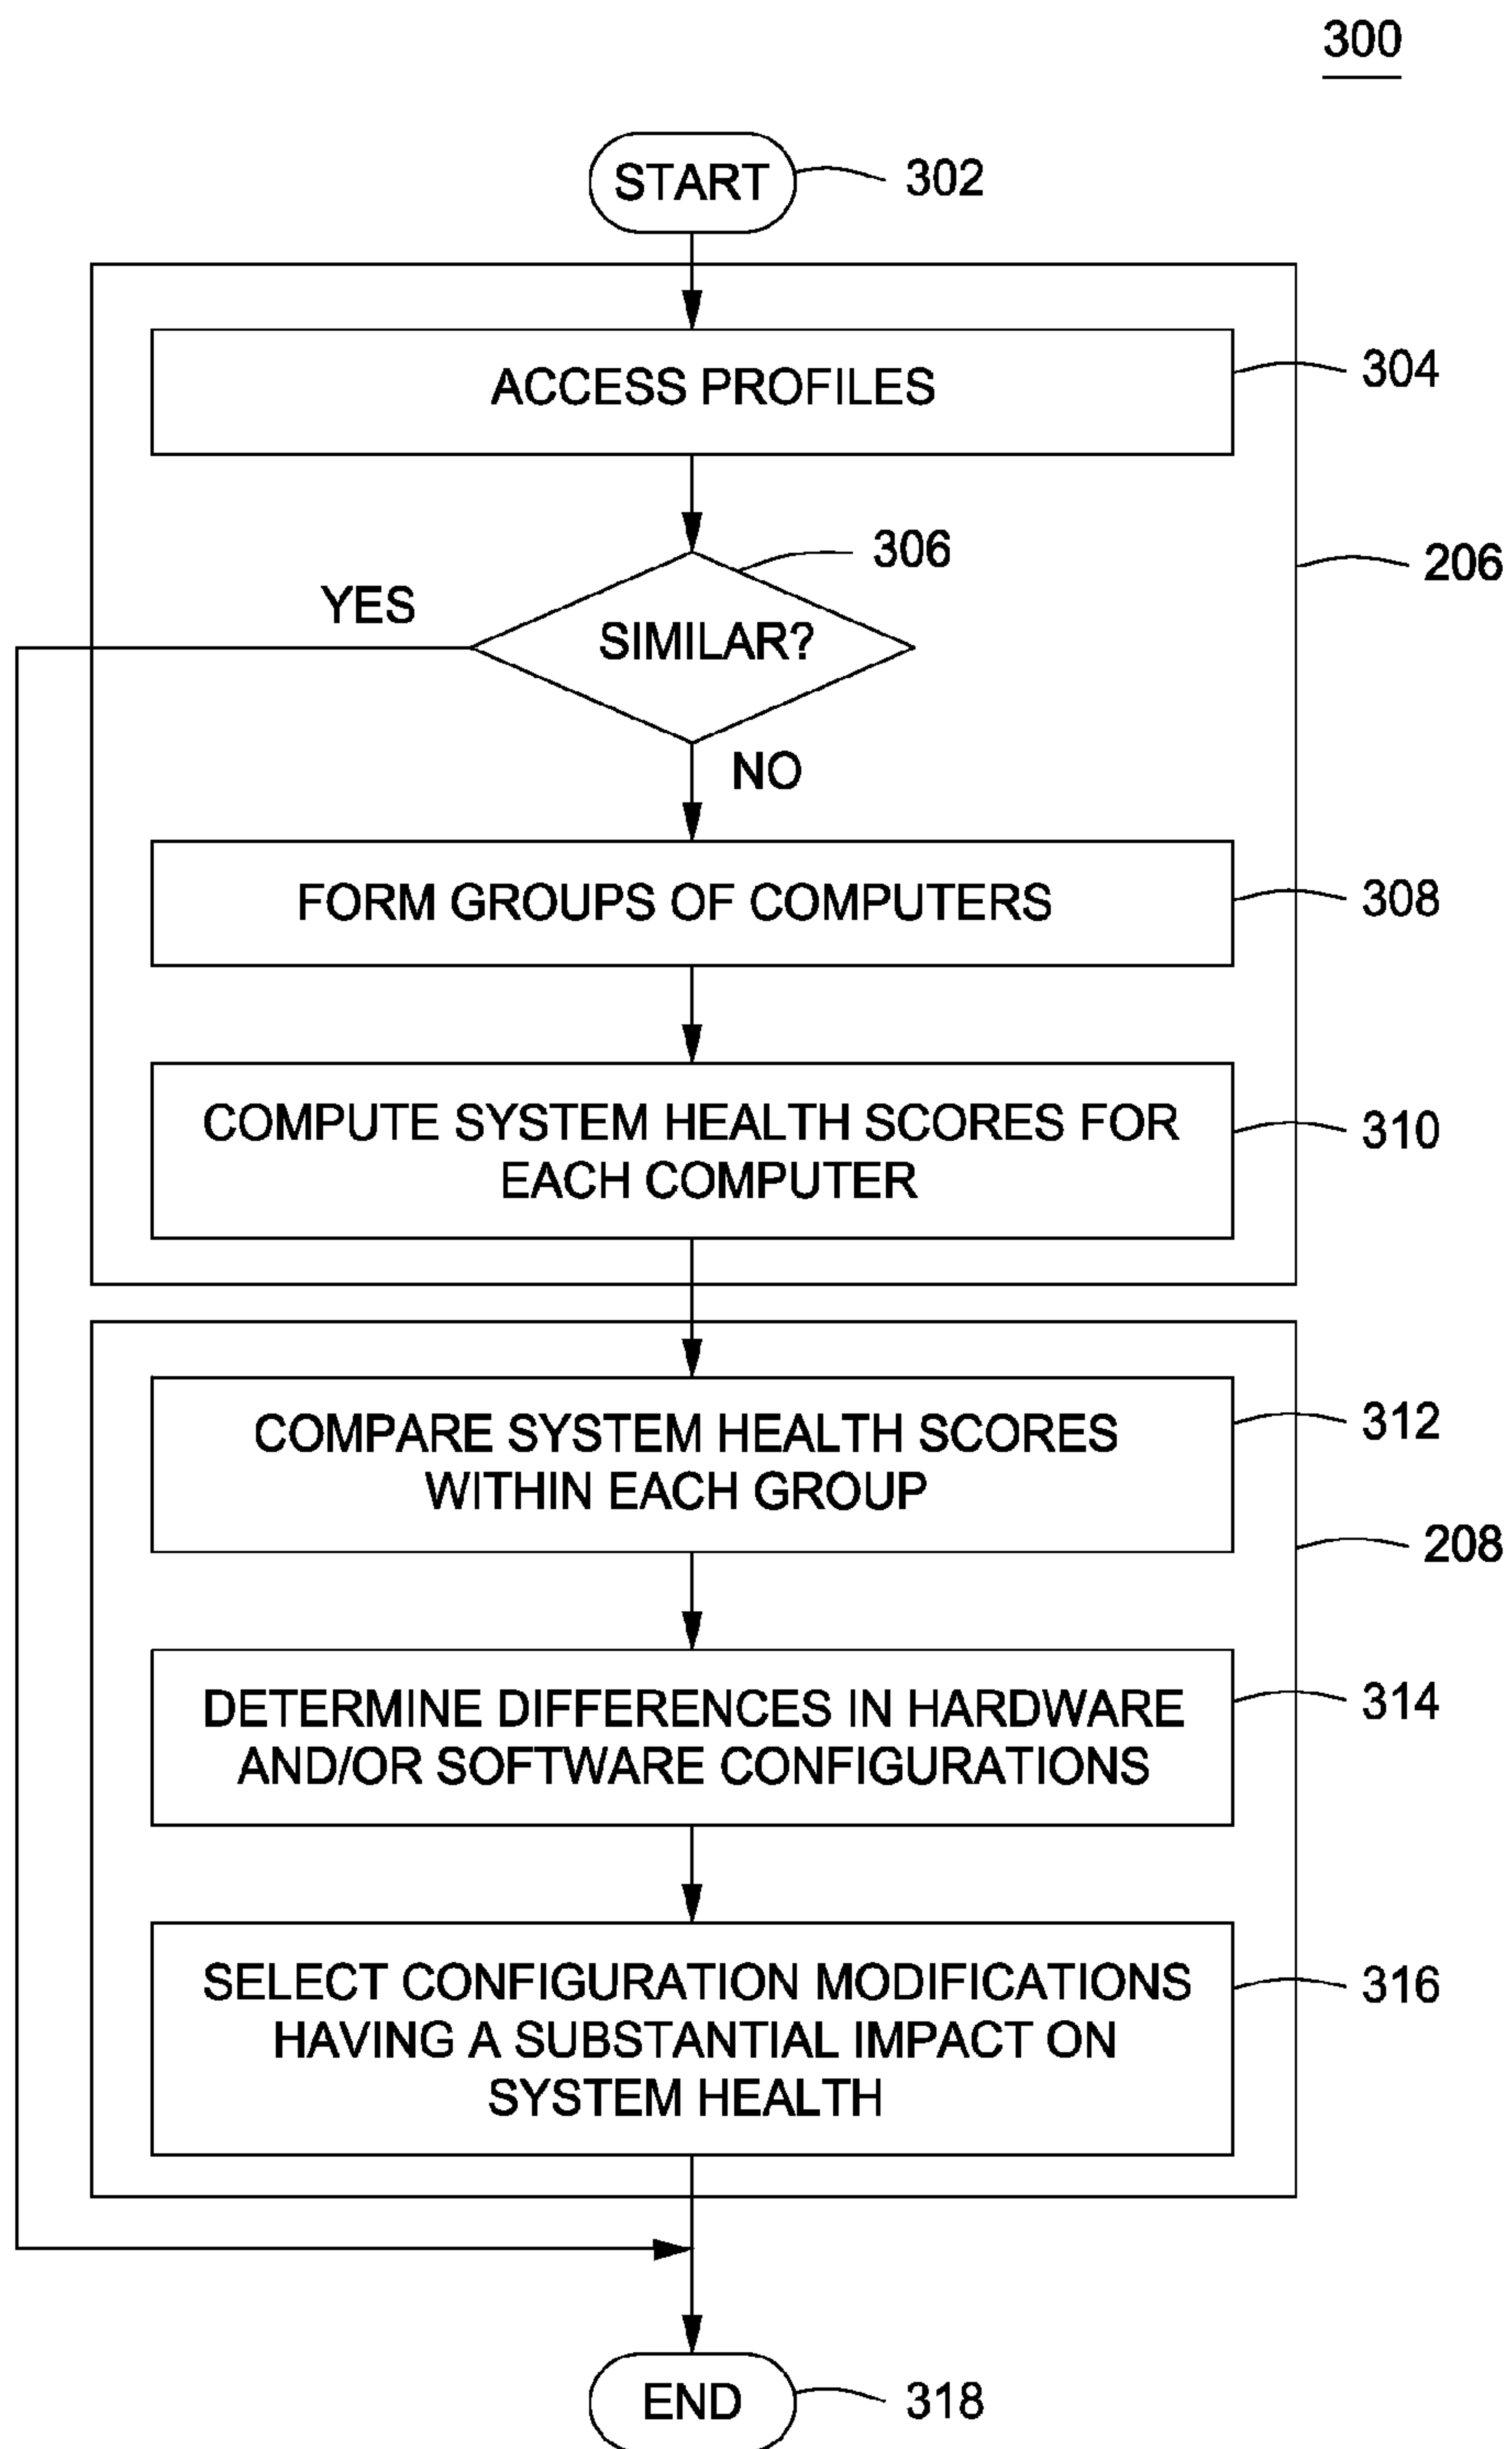 300
START
302
ACCESS PROFILES
304
306
206
YES
SIMILAR?
NO
FORM GROUPS OF COMPUTERS
308
COMPUTE SYSTEM HEALTH SCORES FOR
EACH COMPUTER
310
COMPARE SYSTEM HEALTH SCORES
WITHIN EACH GROUP
312
208
DETERMINE DIFFERENCES IN HARDWARE
AND/OR SOFTWARE CONFIGURATIONS
314
SELECT CONFIGURATION MODIFICATIONS
HAVING A SUBSTANTIAL IMPACT ON
SYSTEM HEALTH
316
END
318